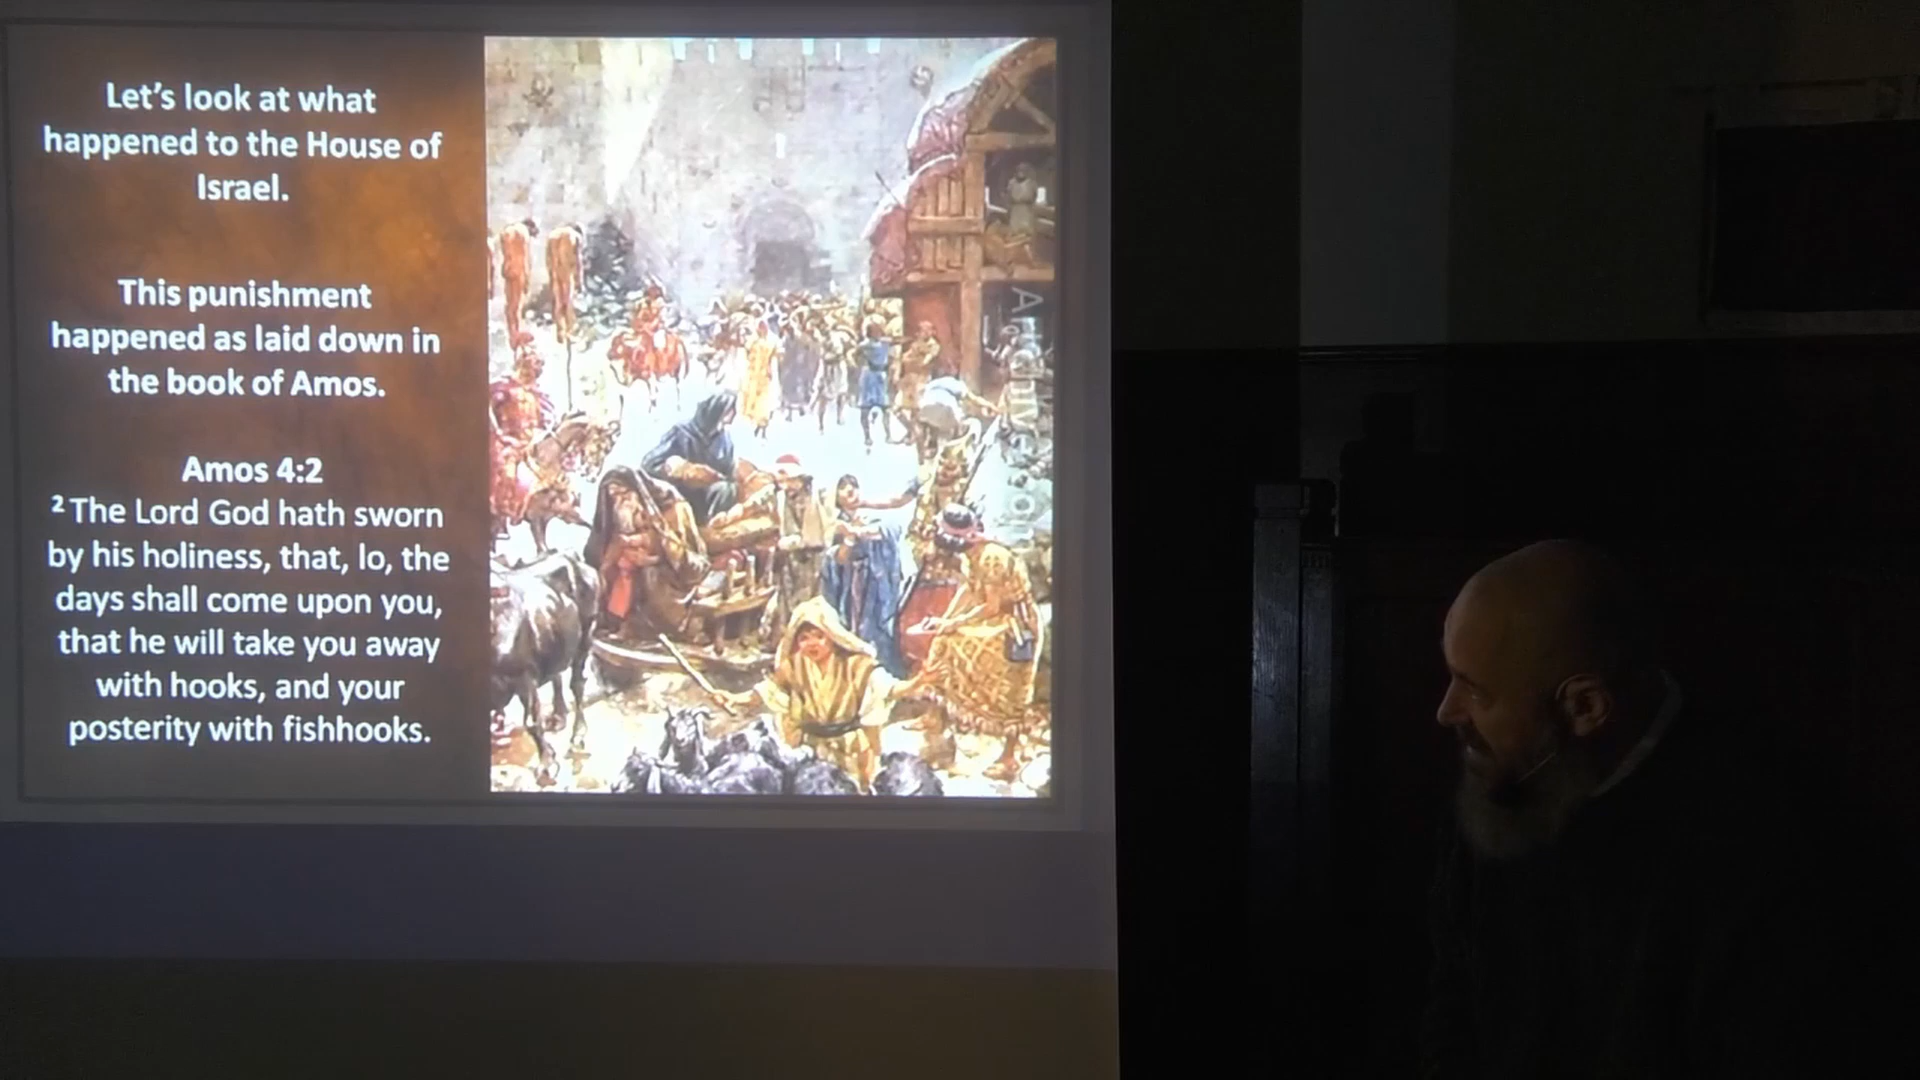 Let's look at what
happened to the House of
Israel.
This punishment
happened as laid down in
the book of Amos.
Amos 4:2
2 The Lord God hath sworn
by his holiness, that, lo, the
days shall come upon you,
that he will take you away
with hooks, and your
posterity with fishhooks.